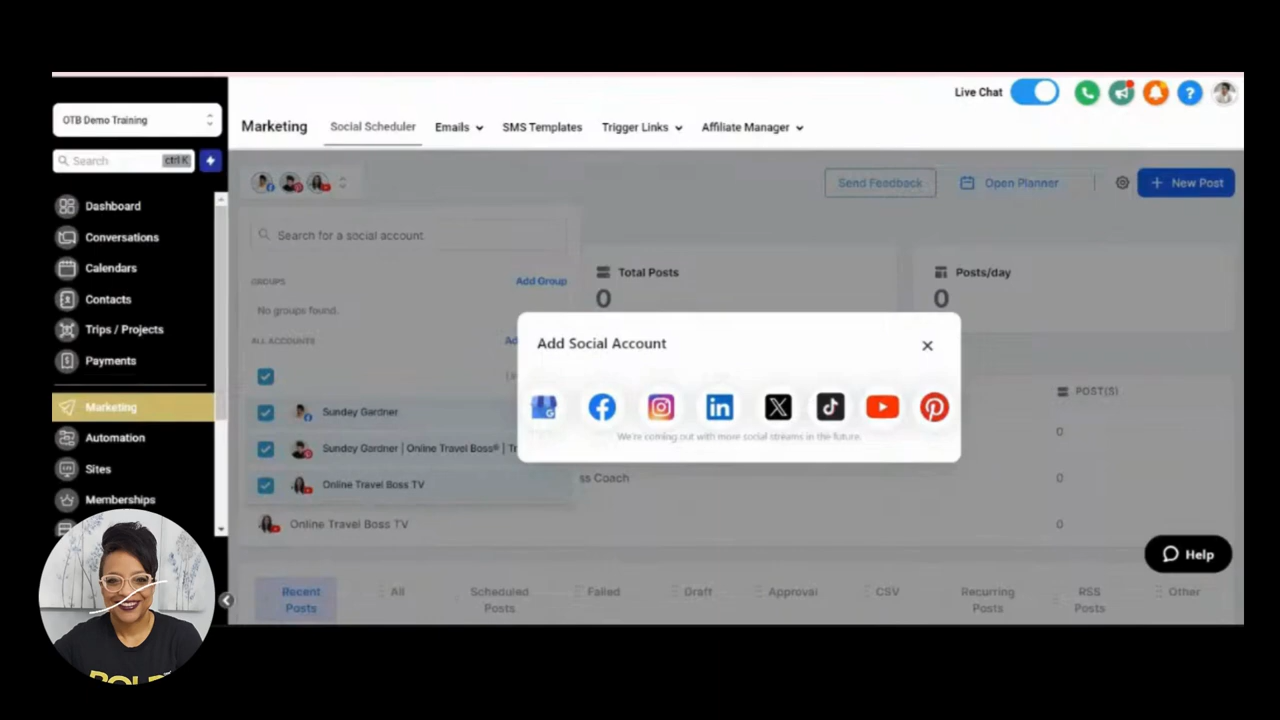 Live Chat
OTB Demo Training
Marketing
Social Scheduler
Emails
SMS Templates
Trigger Links
Affiliate Manager
Search
ctrl K
Send Feedback
Open Planner
+ New Post
Dashboard
Conversations
Calendars
Contacts
Trips / Projects
Payments
Marketing
Automation
Sites
Memberships
Search for a social account
GROUPS
Add Group
No groups found.
ALL ACCOUNTS
Sundey Gardner
Sundey Gardner | Online Travel Boss® |
Online Travel Boss TV
Online Travel Boss TV
Total Posts
0
Posts/day
0
Add Social Account
We're coming out with more social streams in the future.
POST(S)
0
ss Coach
0
0
Help
Recent
Posts
All
Scheduled
Posts
Failed
Draft
Approval
CSV
Recurring
Posts
RSS
Posts
Other